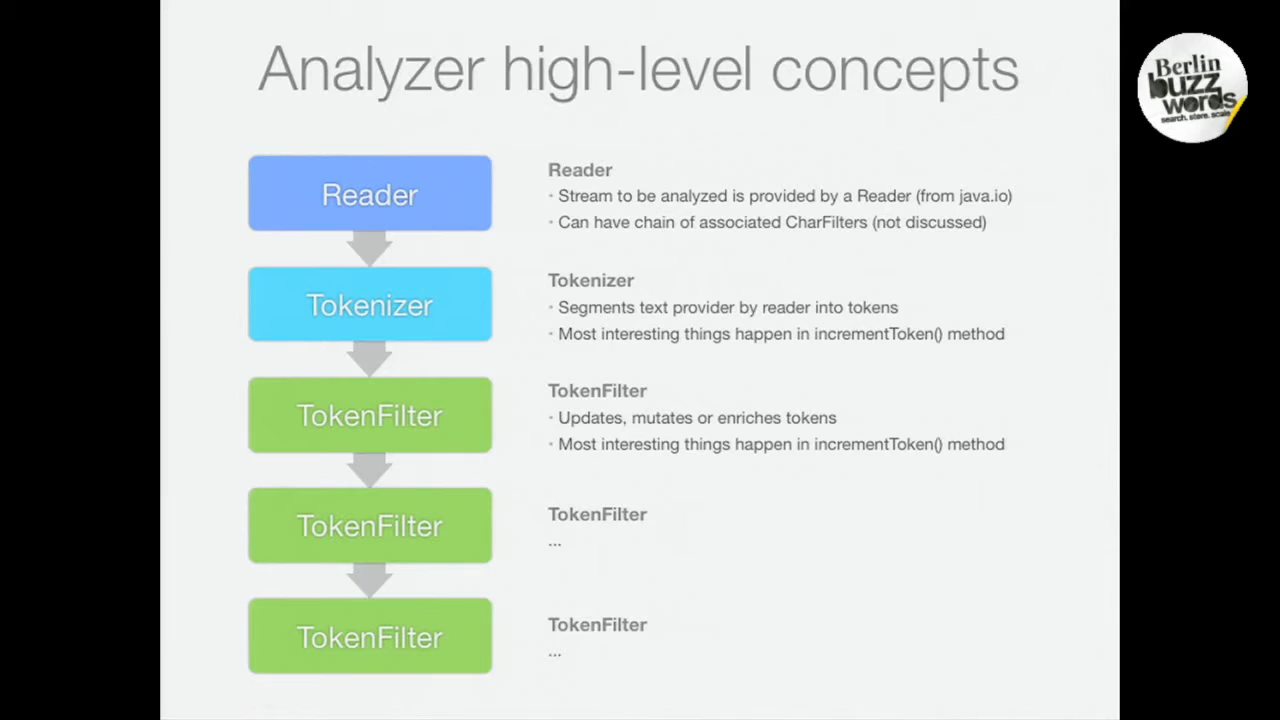 Analyzer high-level concepts
Berlin
buzz
words
search. store. scale.
Reader
Reader
· Stream to be analyzed is provided by a Reader (from java.io)
· Can have chain of associated CharFilters (not discussed)
Tokenizer
Tokenizer
· Segments text provider by reader into tokens
· Most interesting things happen in incrementToken() method
TokenFilter
TokenFilter
· Updates, mutates or enriches tokens
· Most interesting things happen in incrementToken() method
TokenFilter
TokenFilter
...
TokenFilter
TokenFilter
...